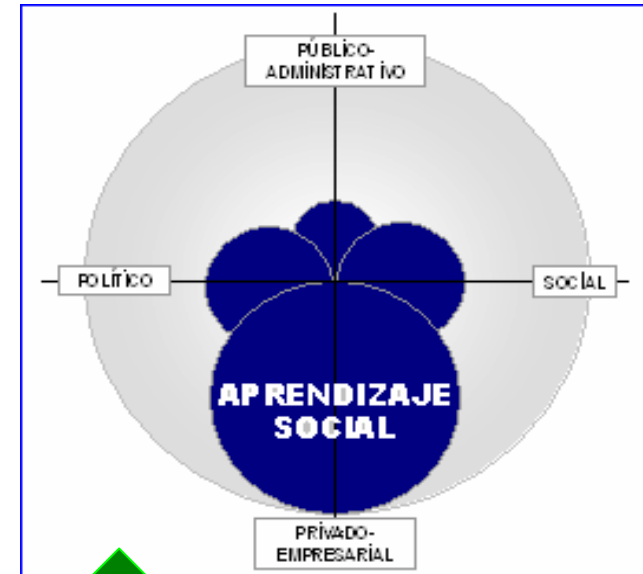 PÚBLICO-
ADMINISTRATIVO
POLÍTICO
SOCIAL
APRENDIZAJE
SOCIAL
PRIVADO-
EMPRESARIAL